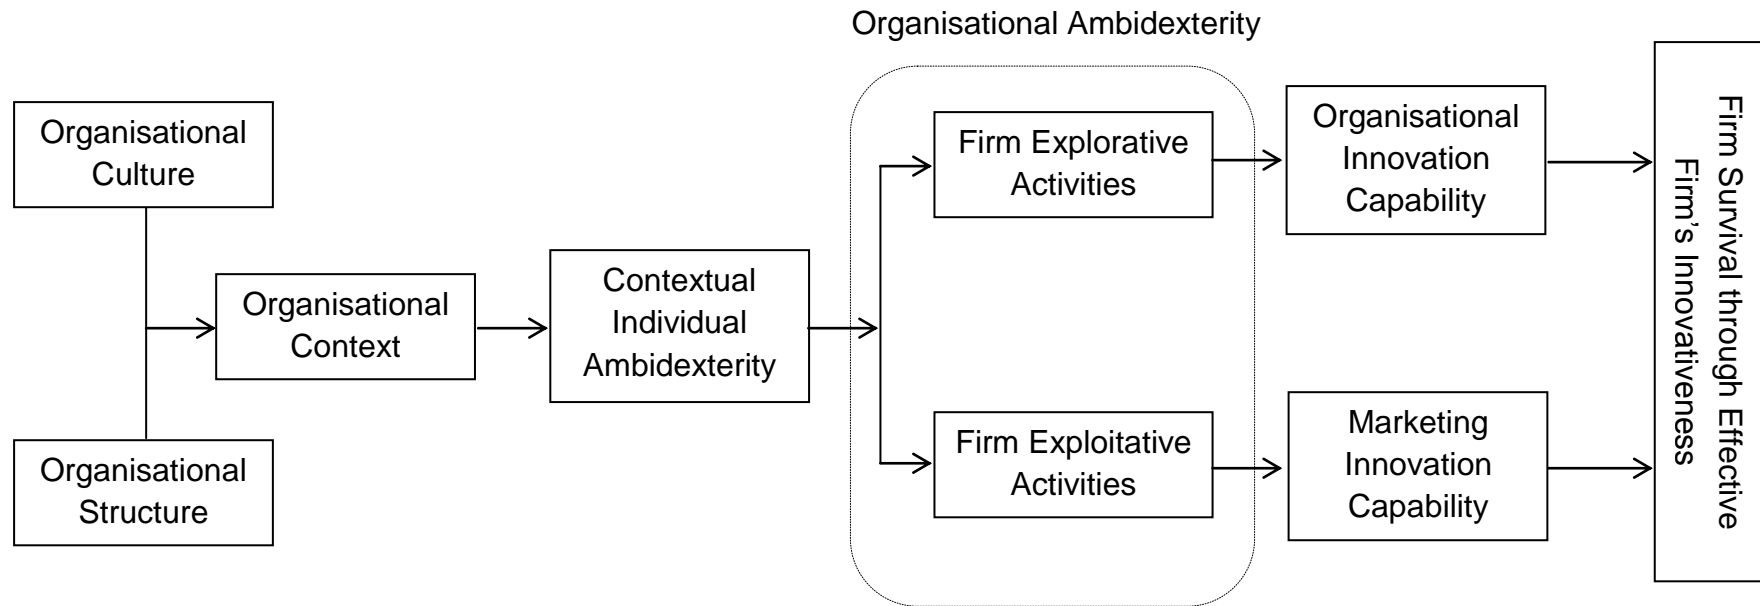 Organisational Ambidexterity
Organisational
Culture
Organisational
Structure
Organisational
Context
Contextual
Individual
Ambidexterity
Firm Explorative
Activities
Firm Exploitative
Activities
Organisational
Innovation
Capability
Marketing
Innovation
Capability
Firm Survival through Effective
Firm's Innovativeness